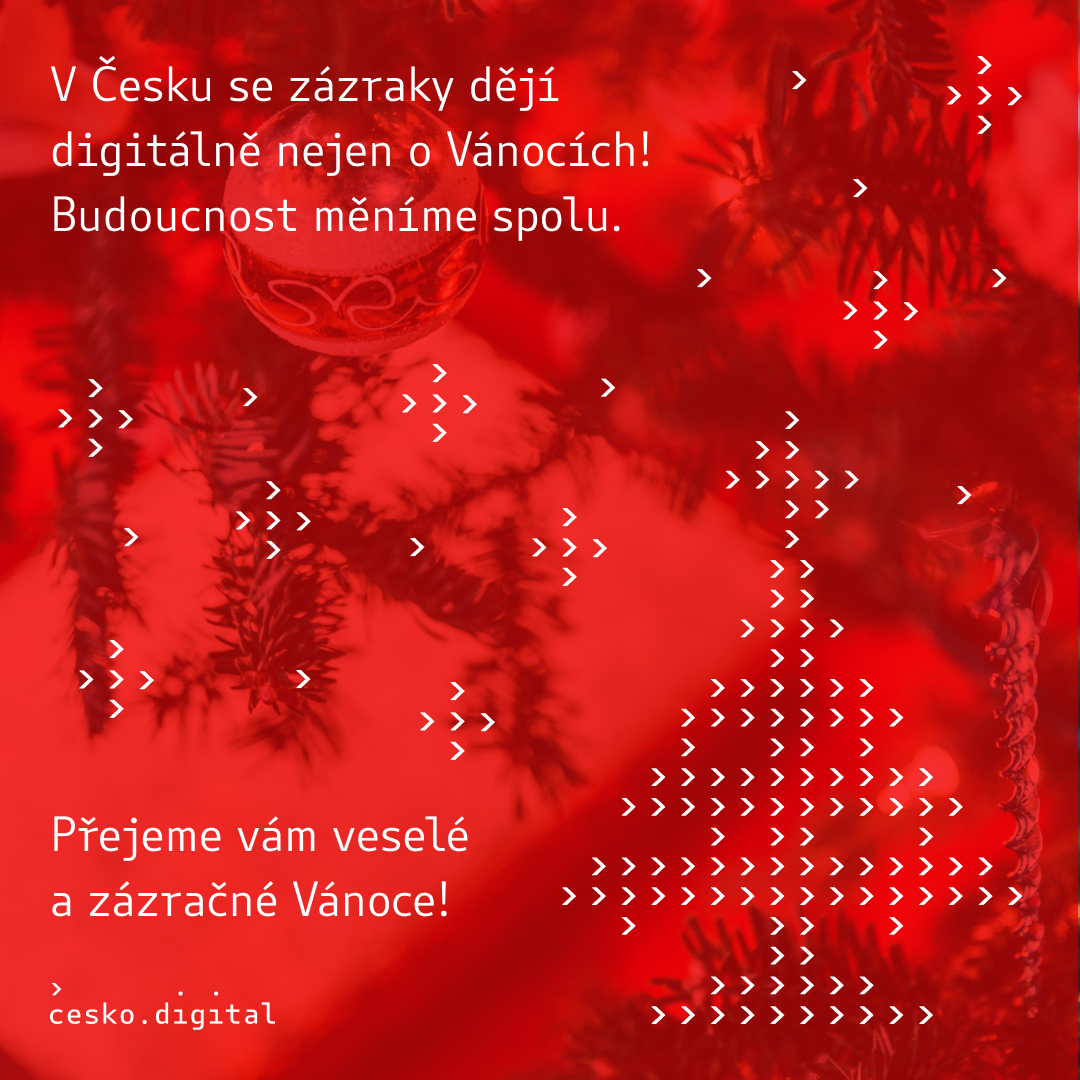 V Česku se zázraky dějí
digitálně nejen o Vánocích!
Budoucnost měníme spolu.
Přejeme vám veselé
a zázračné Vánoce!
cesko.digital